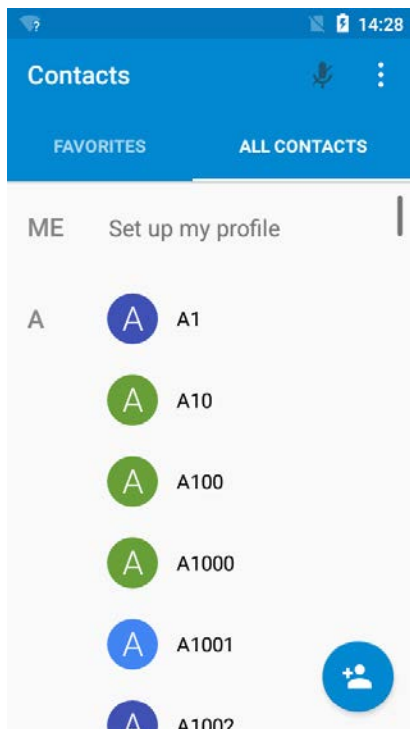 14:28
Contacts
FAVORITES ALL CONTACTS
ME Set up my profile
A A A1
A A10
A A100
A A1000
A A1001
A A1002